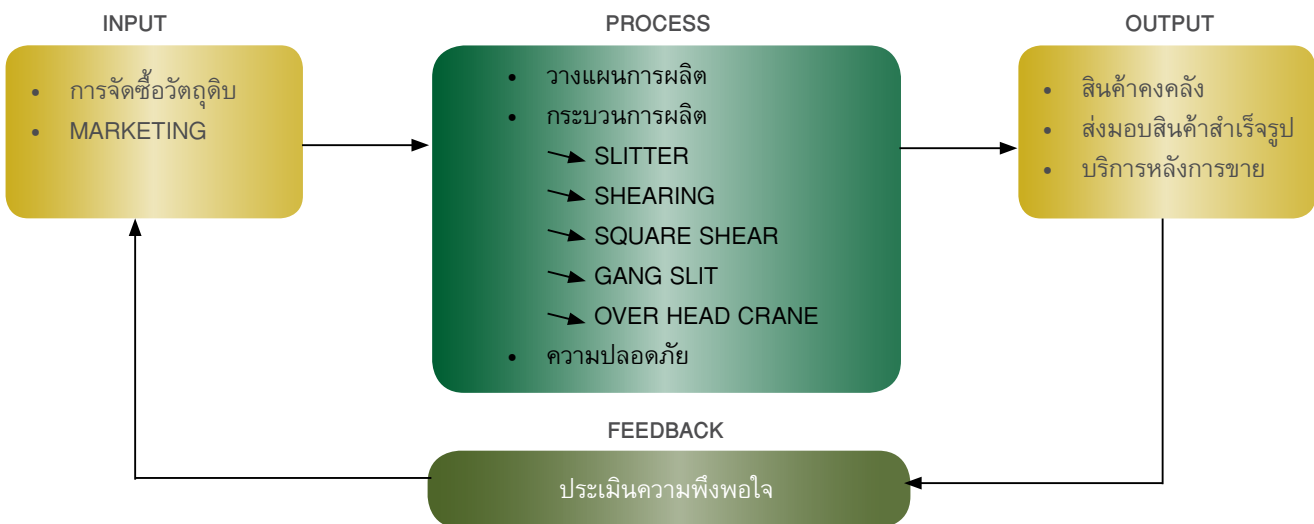 INPUT
การจัดซื้อวัตถุดิบ
MARKETING
PROCESS
วางแผนการผลิต
กระบวนการผลิต
SLITTER
SHEARING
SQUARE SHEAR
GANG SLIT
OVER HEAD CRANE
ความปลอดภัย
OUTPUT
สินค้าคงคลัง
ส่งมอบสินค้าสำเร็จรูป
บริการหลังการขาย
FEEDBACK
ประเมินความพึงพอใจ